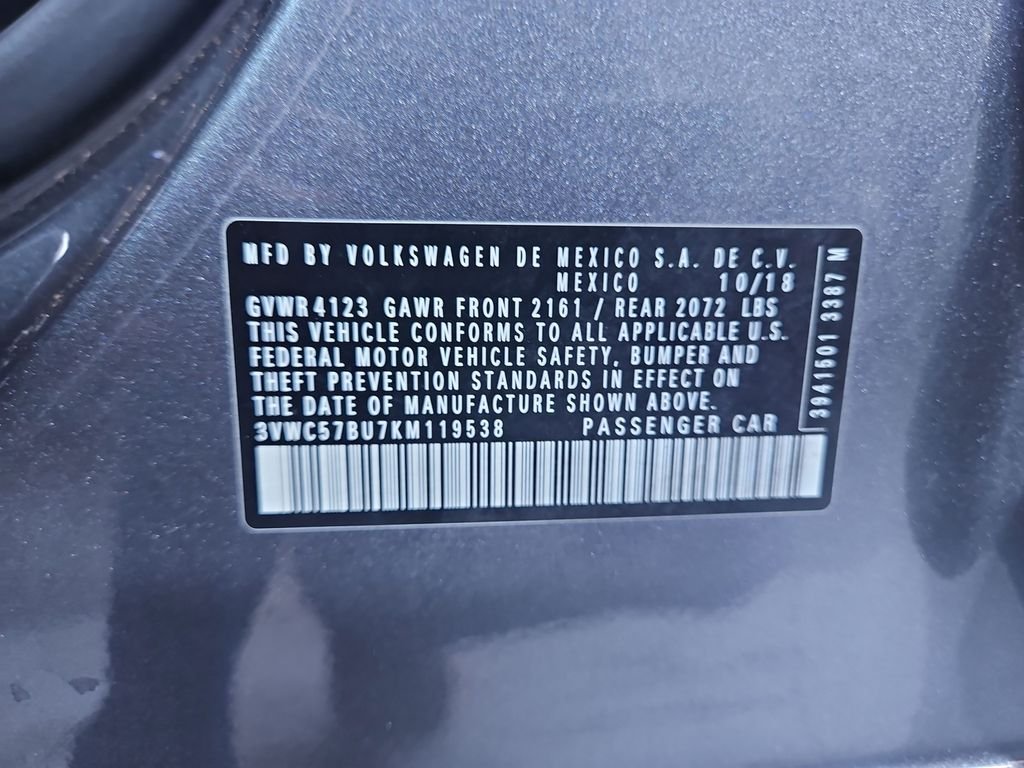 MFD BY VOLKSWAGEN DE MEXICO S.A. DE C.V.
MEXICO 10/18
GVWR 4123 GAWR FRONT 2161 / REAR 2072 LBS
THIS VEHICLE CONFORMS TO ALL APPLICABLE U.S.
FEDERAL MOTOR VEHICLE SAFETY, BUMPER AND
THEFT PREVENTION STANDARDS IN EFFECT ON
THE DATE OF MANUFACTURE SHOWN ABOVE.
3VWC57BU7KM119538 PASSENGER CAR
3941501 3387 M